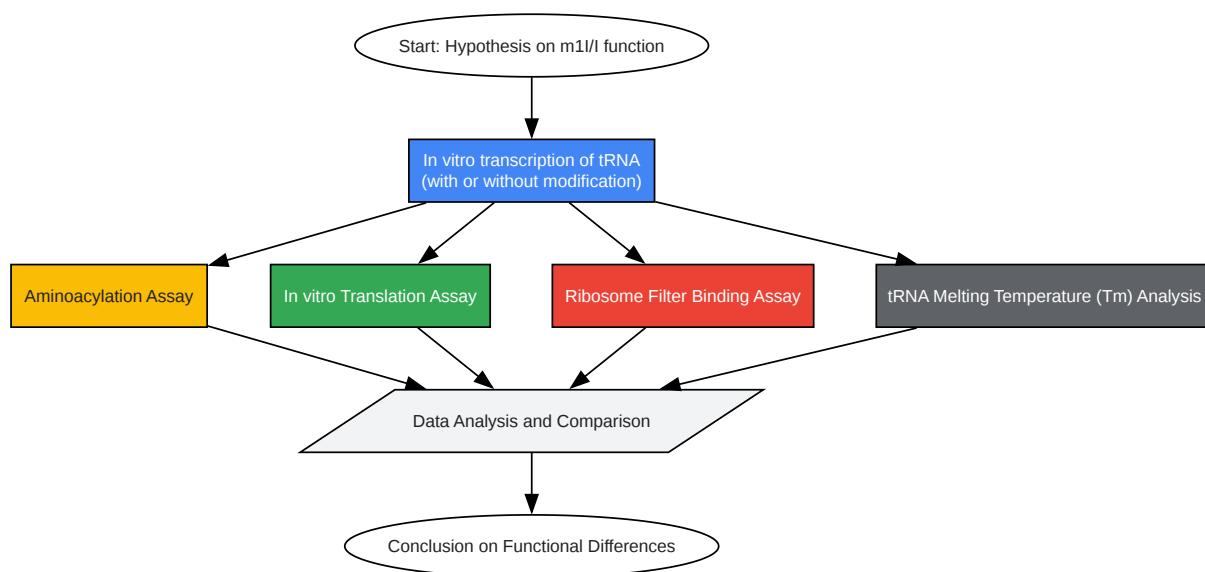 Start: Hypothesis on m1I/I function
In vitro transcription of tRNA
(with or without modification)
Aminoacylation Assay
In vitro Translation Assay
Ribosome Filter Binding Assay
tRNA Melting Temperature (Tm) Analysis
Data Analysis and Comparison
Conclusion on Functional Differences